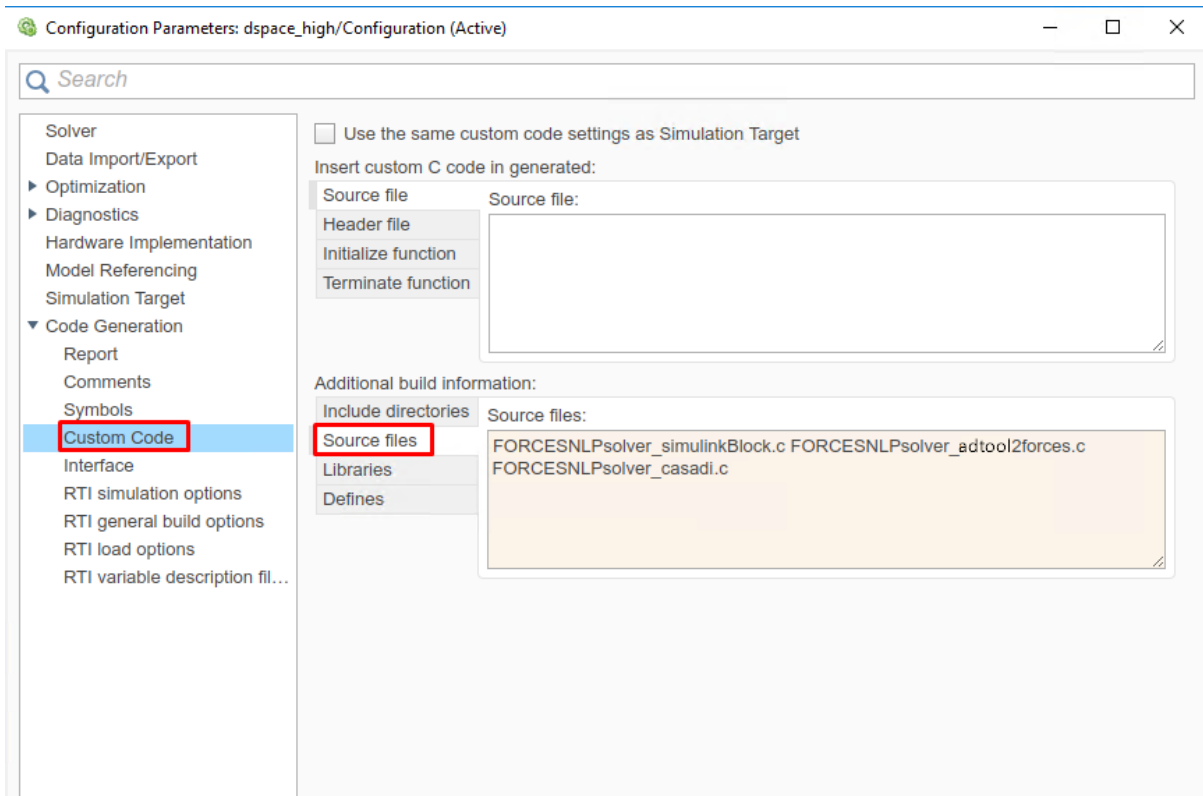 Configuration Parameters: dspace_high/Configuration (Active)
Search
Solver
Data Import/Export
Optimization
Diagnostics
Hardware Implementation
Model Referencing
Simulation Target
Code Generation
Report
Comments
Symbols
Custom Code
Interface
RTI simulation options
RTI general build options
RTI load options
RTI variable description fil...
Use the same custom code settings as Simulation Target
Insert custom C code in generated:
Source file
Header file
Initialize function
Terminate function
Source file:
Additional build information:
Include directories
Source files
Libraries
Defines
Source files:
FORCESNLPsolver_simulinkBlock.c FORCESNLPsolver_adtool2forces.c
FORCESNLPsolver_casadi.c